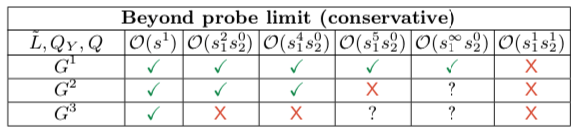 Beyond probe limit (conservative)
L̃, Q_Y, Q O(s¹) O(s₁²s₂⁰) O(s₁⁴s₂⁰) O(s₁⁵s₂⁰) O(s₁^∞s₂⁰) O(s₁¹s₂¹)
G¹ ✓ ✓ ✓ ✓ ✓ X
G² ✓ ✓ ✓ X ? X
G³ ✓ X X ? ? X